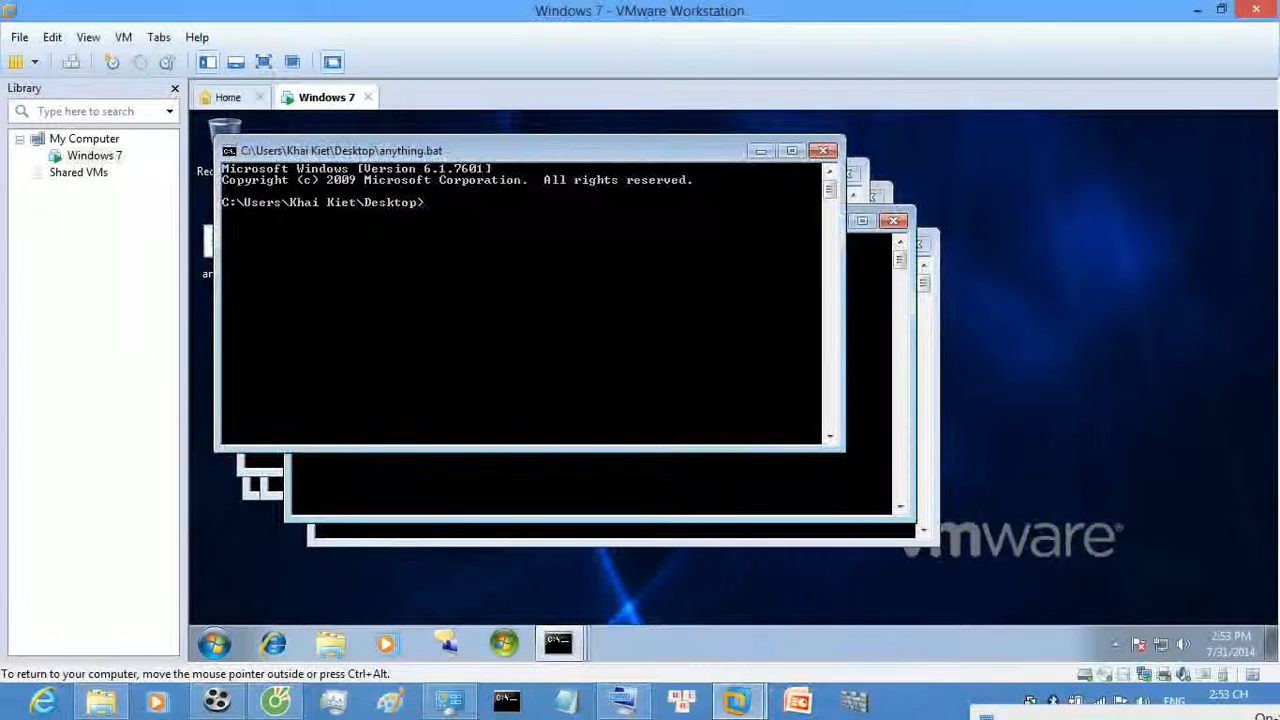 Windows 7 - VMware Workstation
File Edit View VM Tabs Help
Library
Type here to search
My Computer
Windows 7
Shared VMs
Home
Windows 7
C:\Users\Khai Kiet\Desktop\anything.bat
Microsoft Windows [Version 6.1.7601]
Copyright (c) 2009 Microsoft Corporation.  All rights reserved.
C:\Users\Khai Kiet\Desktop>
vmware
2:53 PM
7/31/2014
To return to your computer, move the mouse pointer outside or press Ctrl+Alt.
ENG
2:53 CH